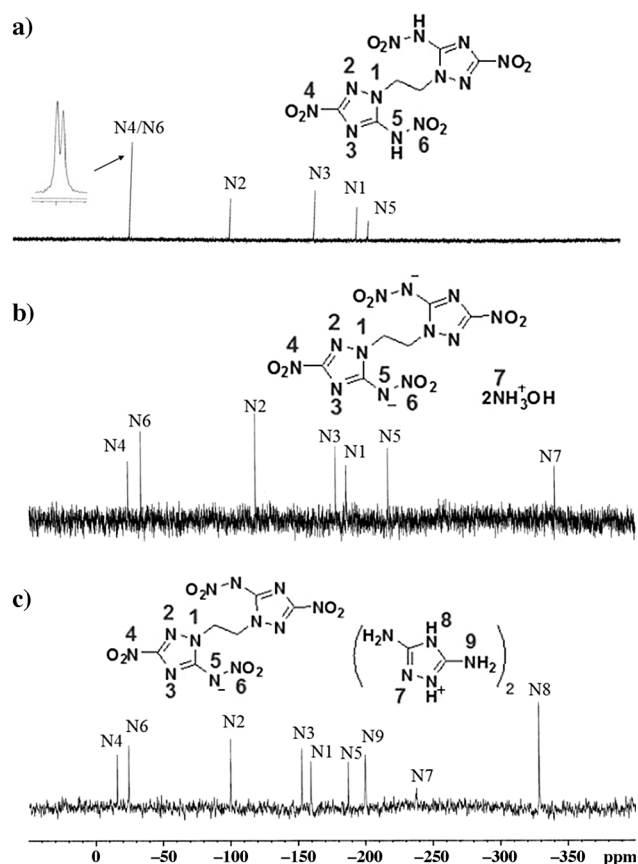 a)
H
O₂N N N NO₂
N N
2 1
4 N N
O₂N NO₂
N N 5
3 H 6
N4/N6
N2
N3
N1
N5
b)
−
O₂N N N NO₂
N N
2 1
4 N N
O₂N 5 NO₂
N N
3 − 6
7
2NH₃OH
+
N4
N6
N2
N3
N1
N5
N7
c)
O₂N N N NO₂
N N
2 1
4 N N
O₂N 5 NO₂
N N
3 − 6
8
H
H₂N N 9
NH₂
N N
7 H+
2
N4
N6
N2
N3
N1
N5
N9
N7
N8
0 −50 −100 −150 −200 −250 −300 −350 ppm